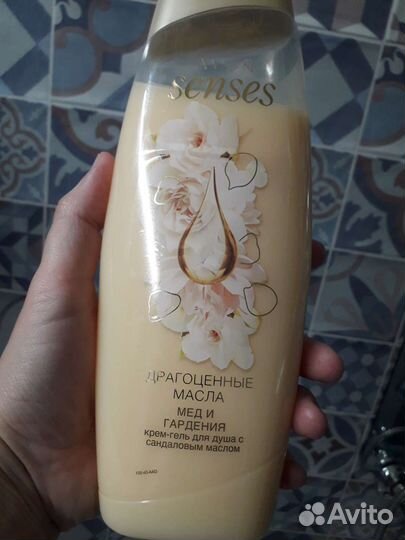 senses
ДРАГОЦЕННЫЕ
МАСЛА
МЕД И
ГАРДЕНИЯ
крем-гель для душа с
сандаловым маслом
Avito